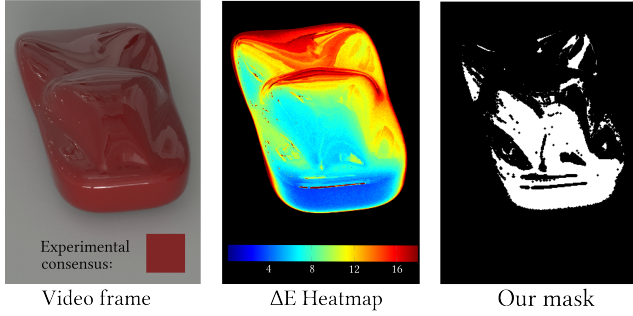 Experimental
consensus:
4 8 12 16
Video frame
ΔE Heatmap
Our mask